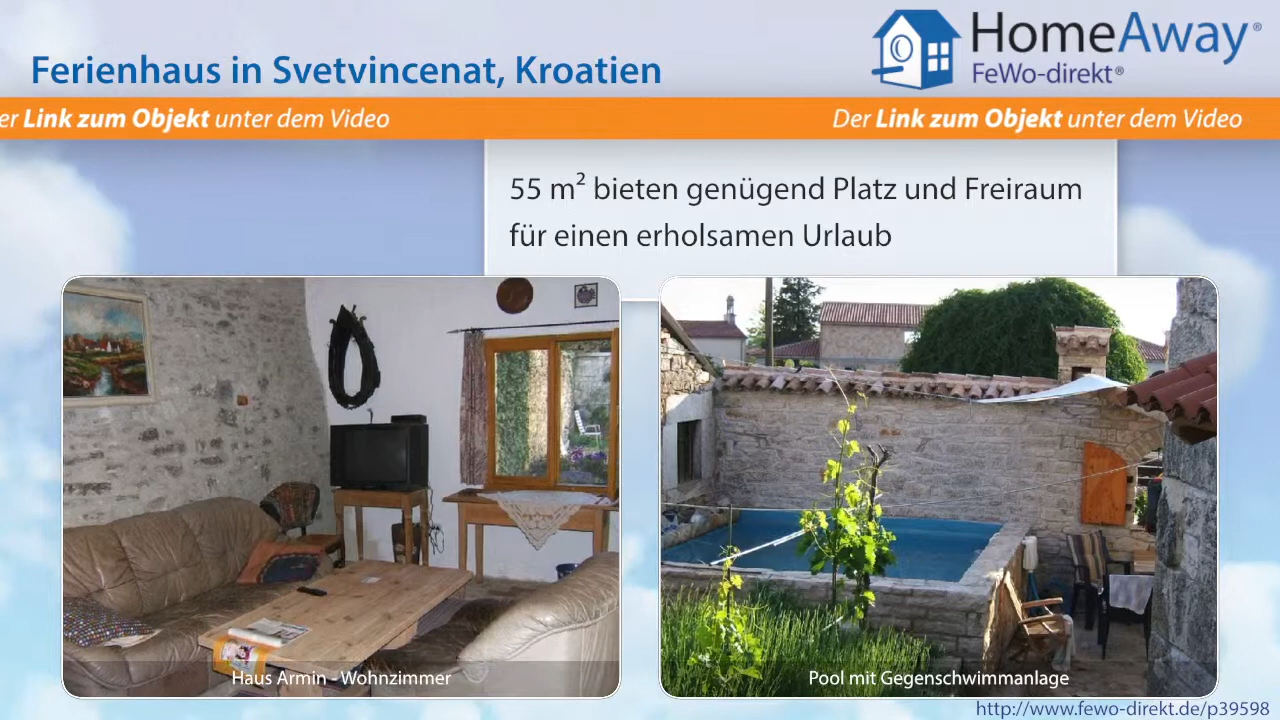 HomeAway®
FeWo-direkt®
Ferienhaus in Svetvincenat, Kroatien
er Link zum Objekt unter dem Video
Der Link zum Objekt unter dem Video
55 m² bieten genügend Platz und Freiraum
für einen erholsamen Urlaub
Haus Armin - Wohnzimmer
Pool mit Gegenschwimmanlage
http://www.fewo-direkt.de/p39598